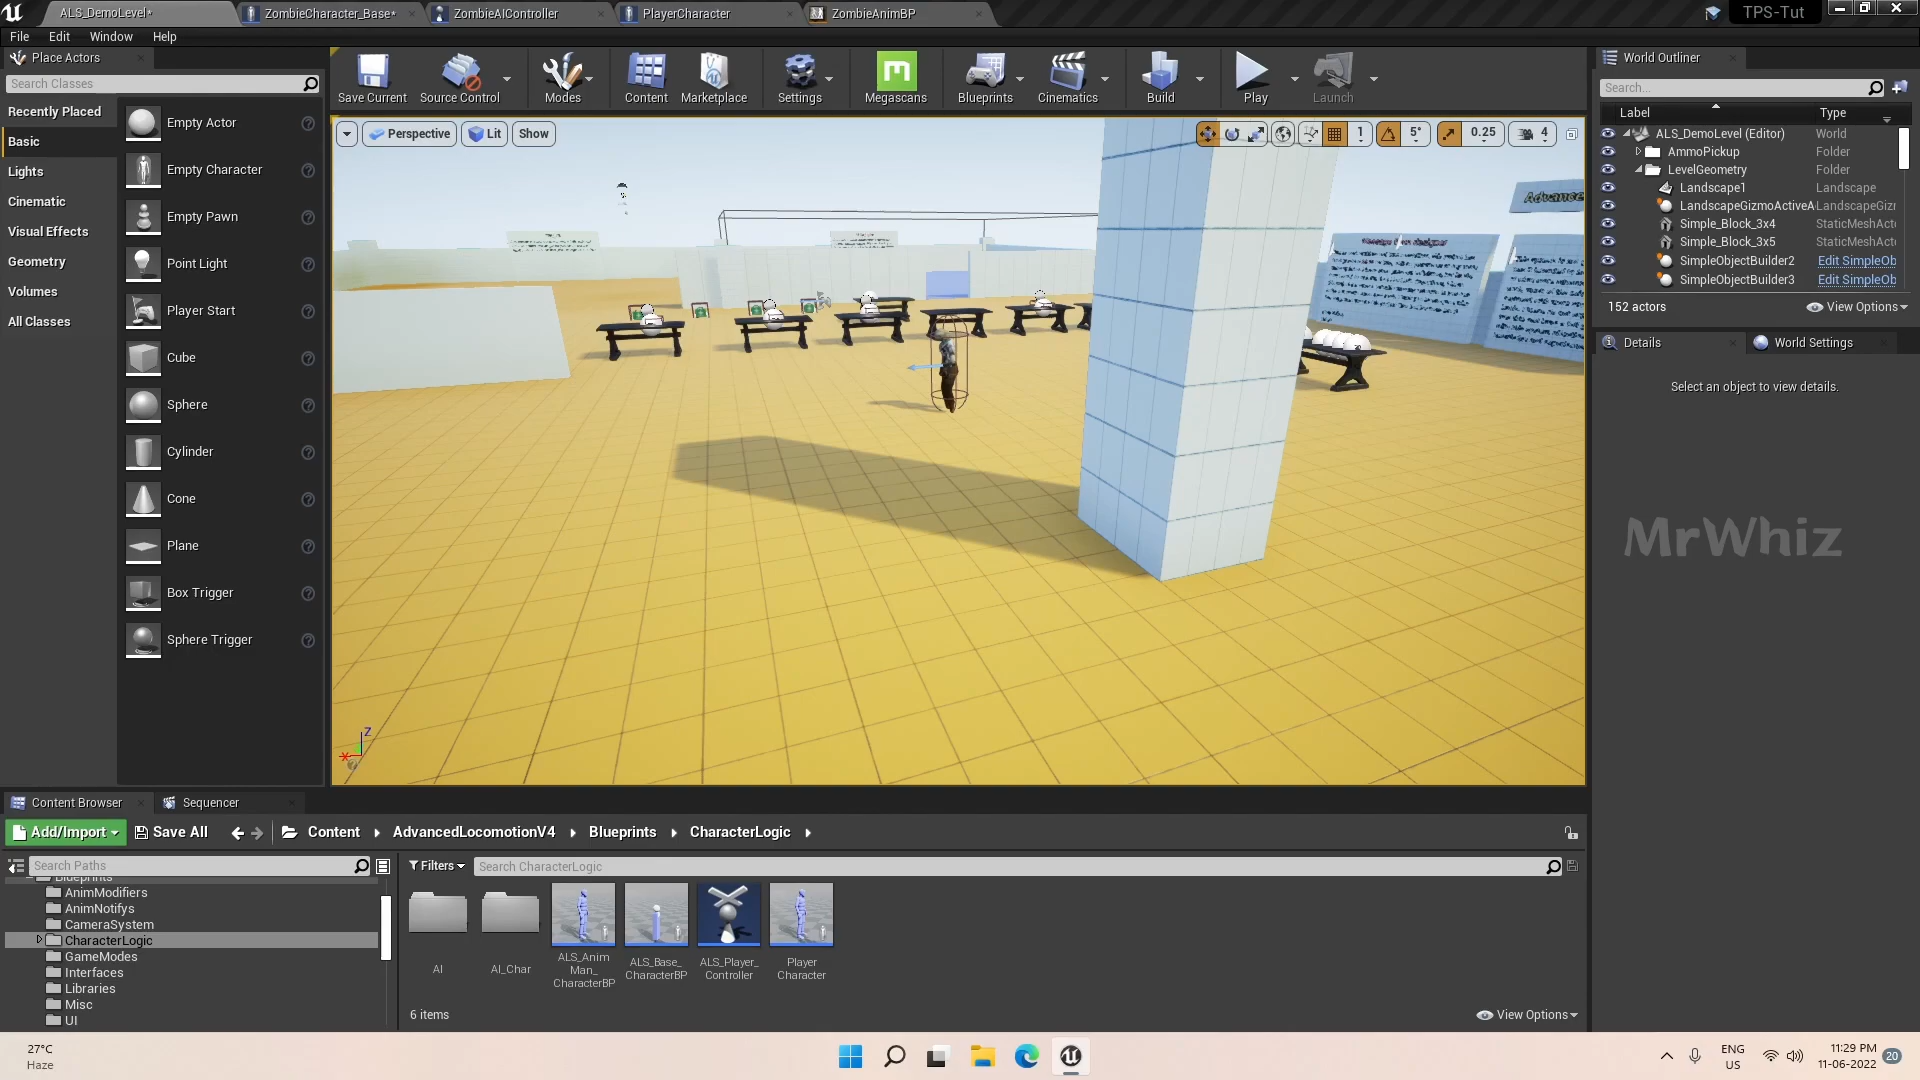 ALS_DemoLevel*
ZombieCharacter_Base*
ZombieAIController
PlayerCharacter
ZombieAnimBP
TPS-Tut
File
Edit
Window
Help
Place Actors
Search Classes
Recently Placed
Basic
Lights
Cinematic
Visual Effects
Geometry
Volumes
All Classes
Empty Actor
Empty Character
Empty Pawn
Point Light
Player Start
Cube
Sphere
Cylinder
Cone
Plane
Box Trigger
Sphere Trigger
Save Current
Source Control
Modes
Content
Marketplace
Settings
Megascans
Blueprints
Cinematics
Build
Play
Launch
Perspective
Lit
Show
1
5°
0.25
4
Advance
Z
X
World Outliner
Search...
Label
Type
ALS_DemoLevel (Editor)
World
AmmoPickup
Folder
LevelGeometry
Folder
Landscape1
Landscape
LandscapeGizmoActiveA
LandscapeGizr
Simple_Block_3x4
StaticMeshActo
Simple_Block_3x5
StaticMeshActo
SimpleObjectBuilder2
Edit SimpleOb
SimpleObjectBuilder3
Edit SimpleOb
152 actors
View Options
Details
World Settings
Select an object to view details.
MrWhiz
Content Browser
Sequencer
Add/Import
Save All
Content
AdvancedLocomotionV4
Blueprints
CharacterLogic
Search Paths
Filters
Search CharacterLogic
Blueprints
AnimModifiers
AnimNotifys
CameraSystem
CharacterLogic
GameModes
Interfaces
Libraries
Misc
UI
AI
AI_Char
ALS_Anim
Man_
CharacterBP
ALS_Base_
CharacterBP
ALS_Player_
Controller
Player
Character
6 items
View Options
27°C
Haze
ENG
US
11:29 PM
11-06-2022
20